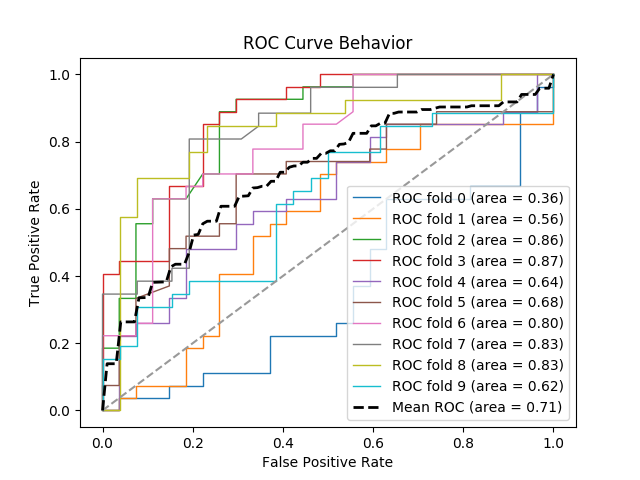 ROC Curve Behavior
True Positive Rate
1.0
0.8
0.6
0.4
0.2
0.0
ROC fold 0 (area = 0.36)
ROC fold 1 (area = 0.56)
ROC fold 2 (area = 0.86)
ROC fold 3 (area = 0.87)
ROC fold 4 (area = 0.64)
ROC fold 5 (area = 0.68)
ROC fold 6 (area = 0.80)
ROC fold 7 (area = 0.83)
ROC fold 8 (area = 0.83)
ROC fold 9 (area = 0.62)
Mean ROC (area = 0.71)
0.0 0.2 0.4 0.6 0.8 1.0
False Positive Rate